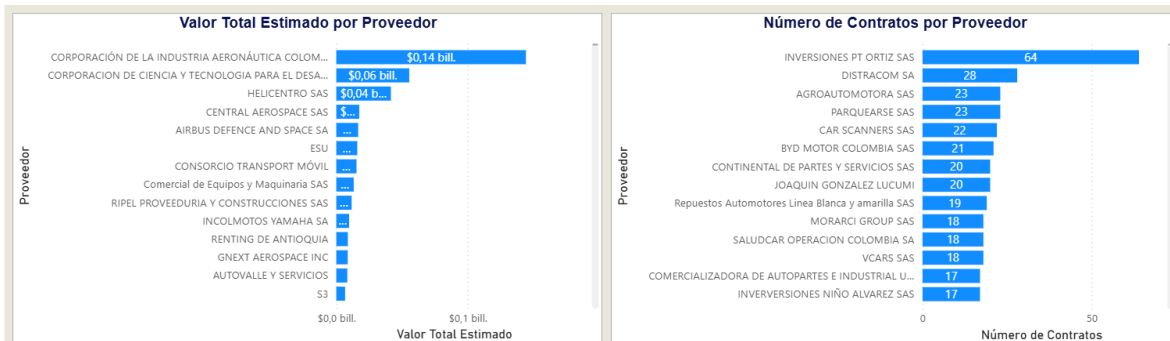 Valor Total Estimado por Proveedor
Proveedor
CORPORACIÓN DE LA INDUSTRIA AERONÁUTICA COLOM... $0,14 bill.
CORPORACION DE CIENCIA Y TECNOLOGIA PARA EL DESA... $0,06 bill.
HELICENTRO SAS $0,04 b...
CENTRAL AEROSPACE SAS $...
AIRBUS DEFENCE AND SPACE SA ...
ESU ...
CONSORCIO TRANSPORT MÓVIL ...
Comercial de Equipos y Maquinaria SAS ...
RIPEL PROVEEDURIA Y CONSTRUCCIONES SAS ...
INCOLMOTOS YAMAHA SA ...
RENTING DE ANTIOQUIA
GNEXT AEROSPACE INC
AUTOVALLE Y SERVICIOS
S3
$0,0 bill. $0,1 bill.
Valor Total Estimado
Número de Contratos por Proveedor
Proveedor
INVERSIONES PT ORTIZ SAS 64
DISTRACOM SA 28
AGROAUTOMOTORA SAS 23
PARQUEARSE SAS 23
CAR SCANNERS SAS 22
BYD MOTOR COLOMBIA SAS 21
CONTINENTAL DE PARTES Y SERVICIOS SAS 20
JOAQUIN GONZALEZ LUCUMI 20
Repuestos Automotores Linea Blanca y amarilla SAS 19
MORARCI GROUP SAS 18
SALUDCAR OPERACION COLOMBIA SA 18
VCARS SAS 18
COMERCIALIZADORA DE AUTOPARTES E INDUSTRIAL U... 17
INVERVERSIONES NIÑO ALVAREZ SAS 17
0 50
Número de Contratos